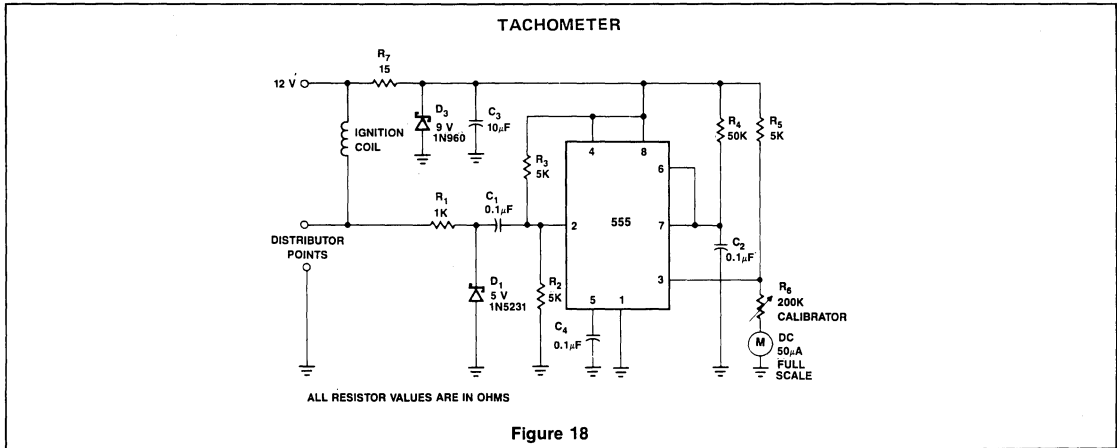 TACHOMETER
R7
15
12 V
D3
9 V
1N960
C3
10μF
IGNITION
COIL
R4
50K
R5
5K
R3
5K
4
8
6
R1
1K
C1
0.1μF
2
555
7
DISTRIBUTOR
POINTS
C2
0.1μF
D1
5 V
1N5231
R2
5K
3
R6
200K
CALIBRATOR
5
1
C4
0.1μF
M
DC
50μA
FULL
SCALE
ALL RESISTOR VALUES ARE IN OHMS
Figure 18